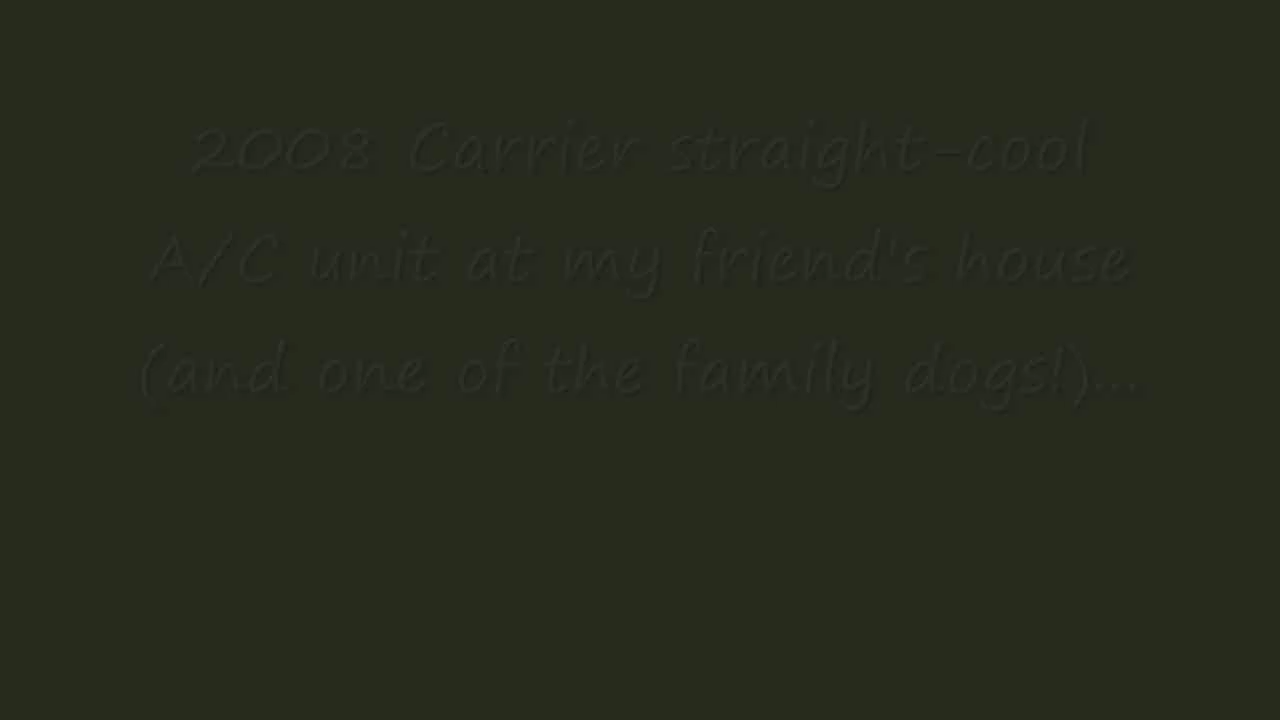 2008 Carrier straight-cool
A/C unit at my friend's house
(and one of the family dogs!)...